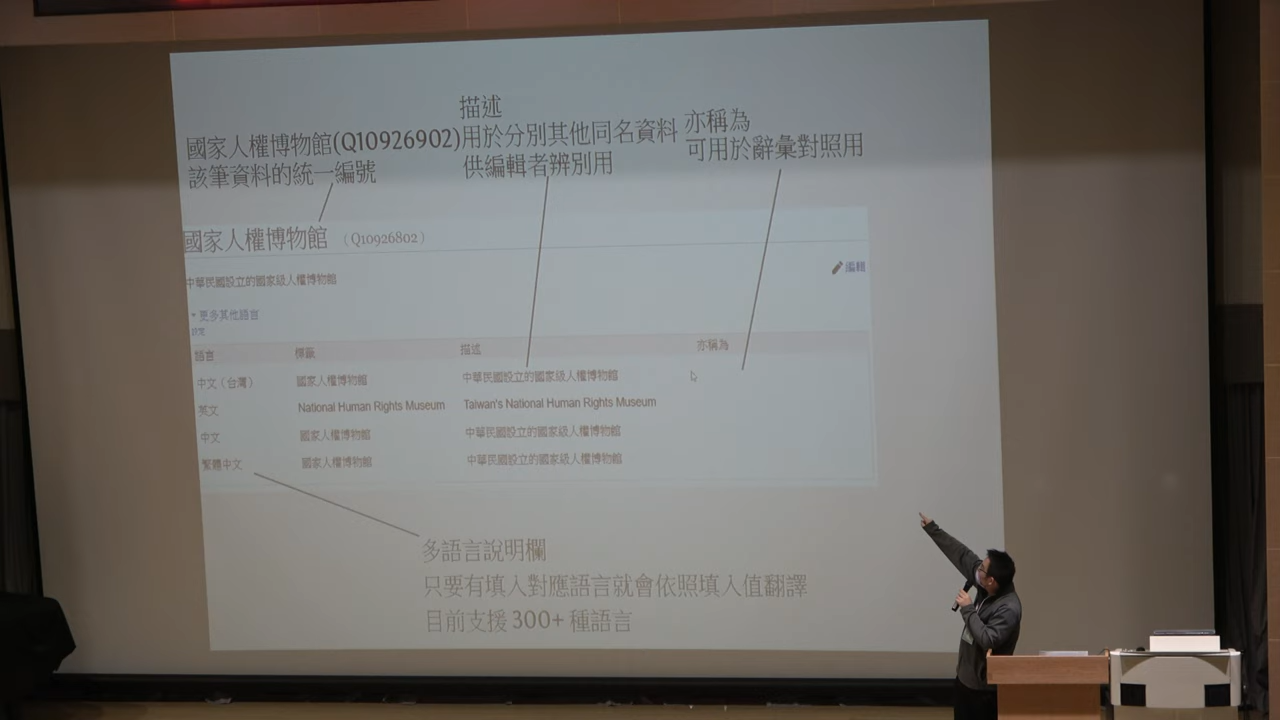 描述
國家人權博物館(Q10926902)用於分別其他同名資料
亦稱為
該筆資料的統一編號
供編輯者辨別用
可用於辭彙對照用
國家人權博物館 (Q10926802)
中華民國設立的國家級人權博物館
編輯
更多其他語言
設定
語言 標籤 描述 亦稱為
中文(台灣) 國家人權博物館 中華民國設立的國家級人權博物館
英文 National Human Rights Museum Taiwan's National Human Rights Museum
中文 國家人權博物館 中華民國設立的國家級人權博物館
繁體中文 國家人權博物館 中華民國設立的國家級人權博物館
多語言說明欄
只要有填入對應語言就會依照填入值翻譯
目前支援 300+ 種語言